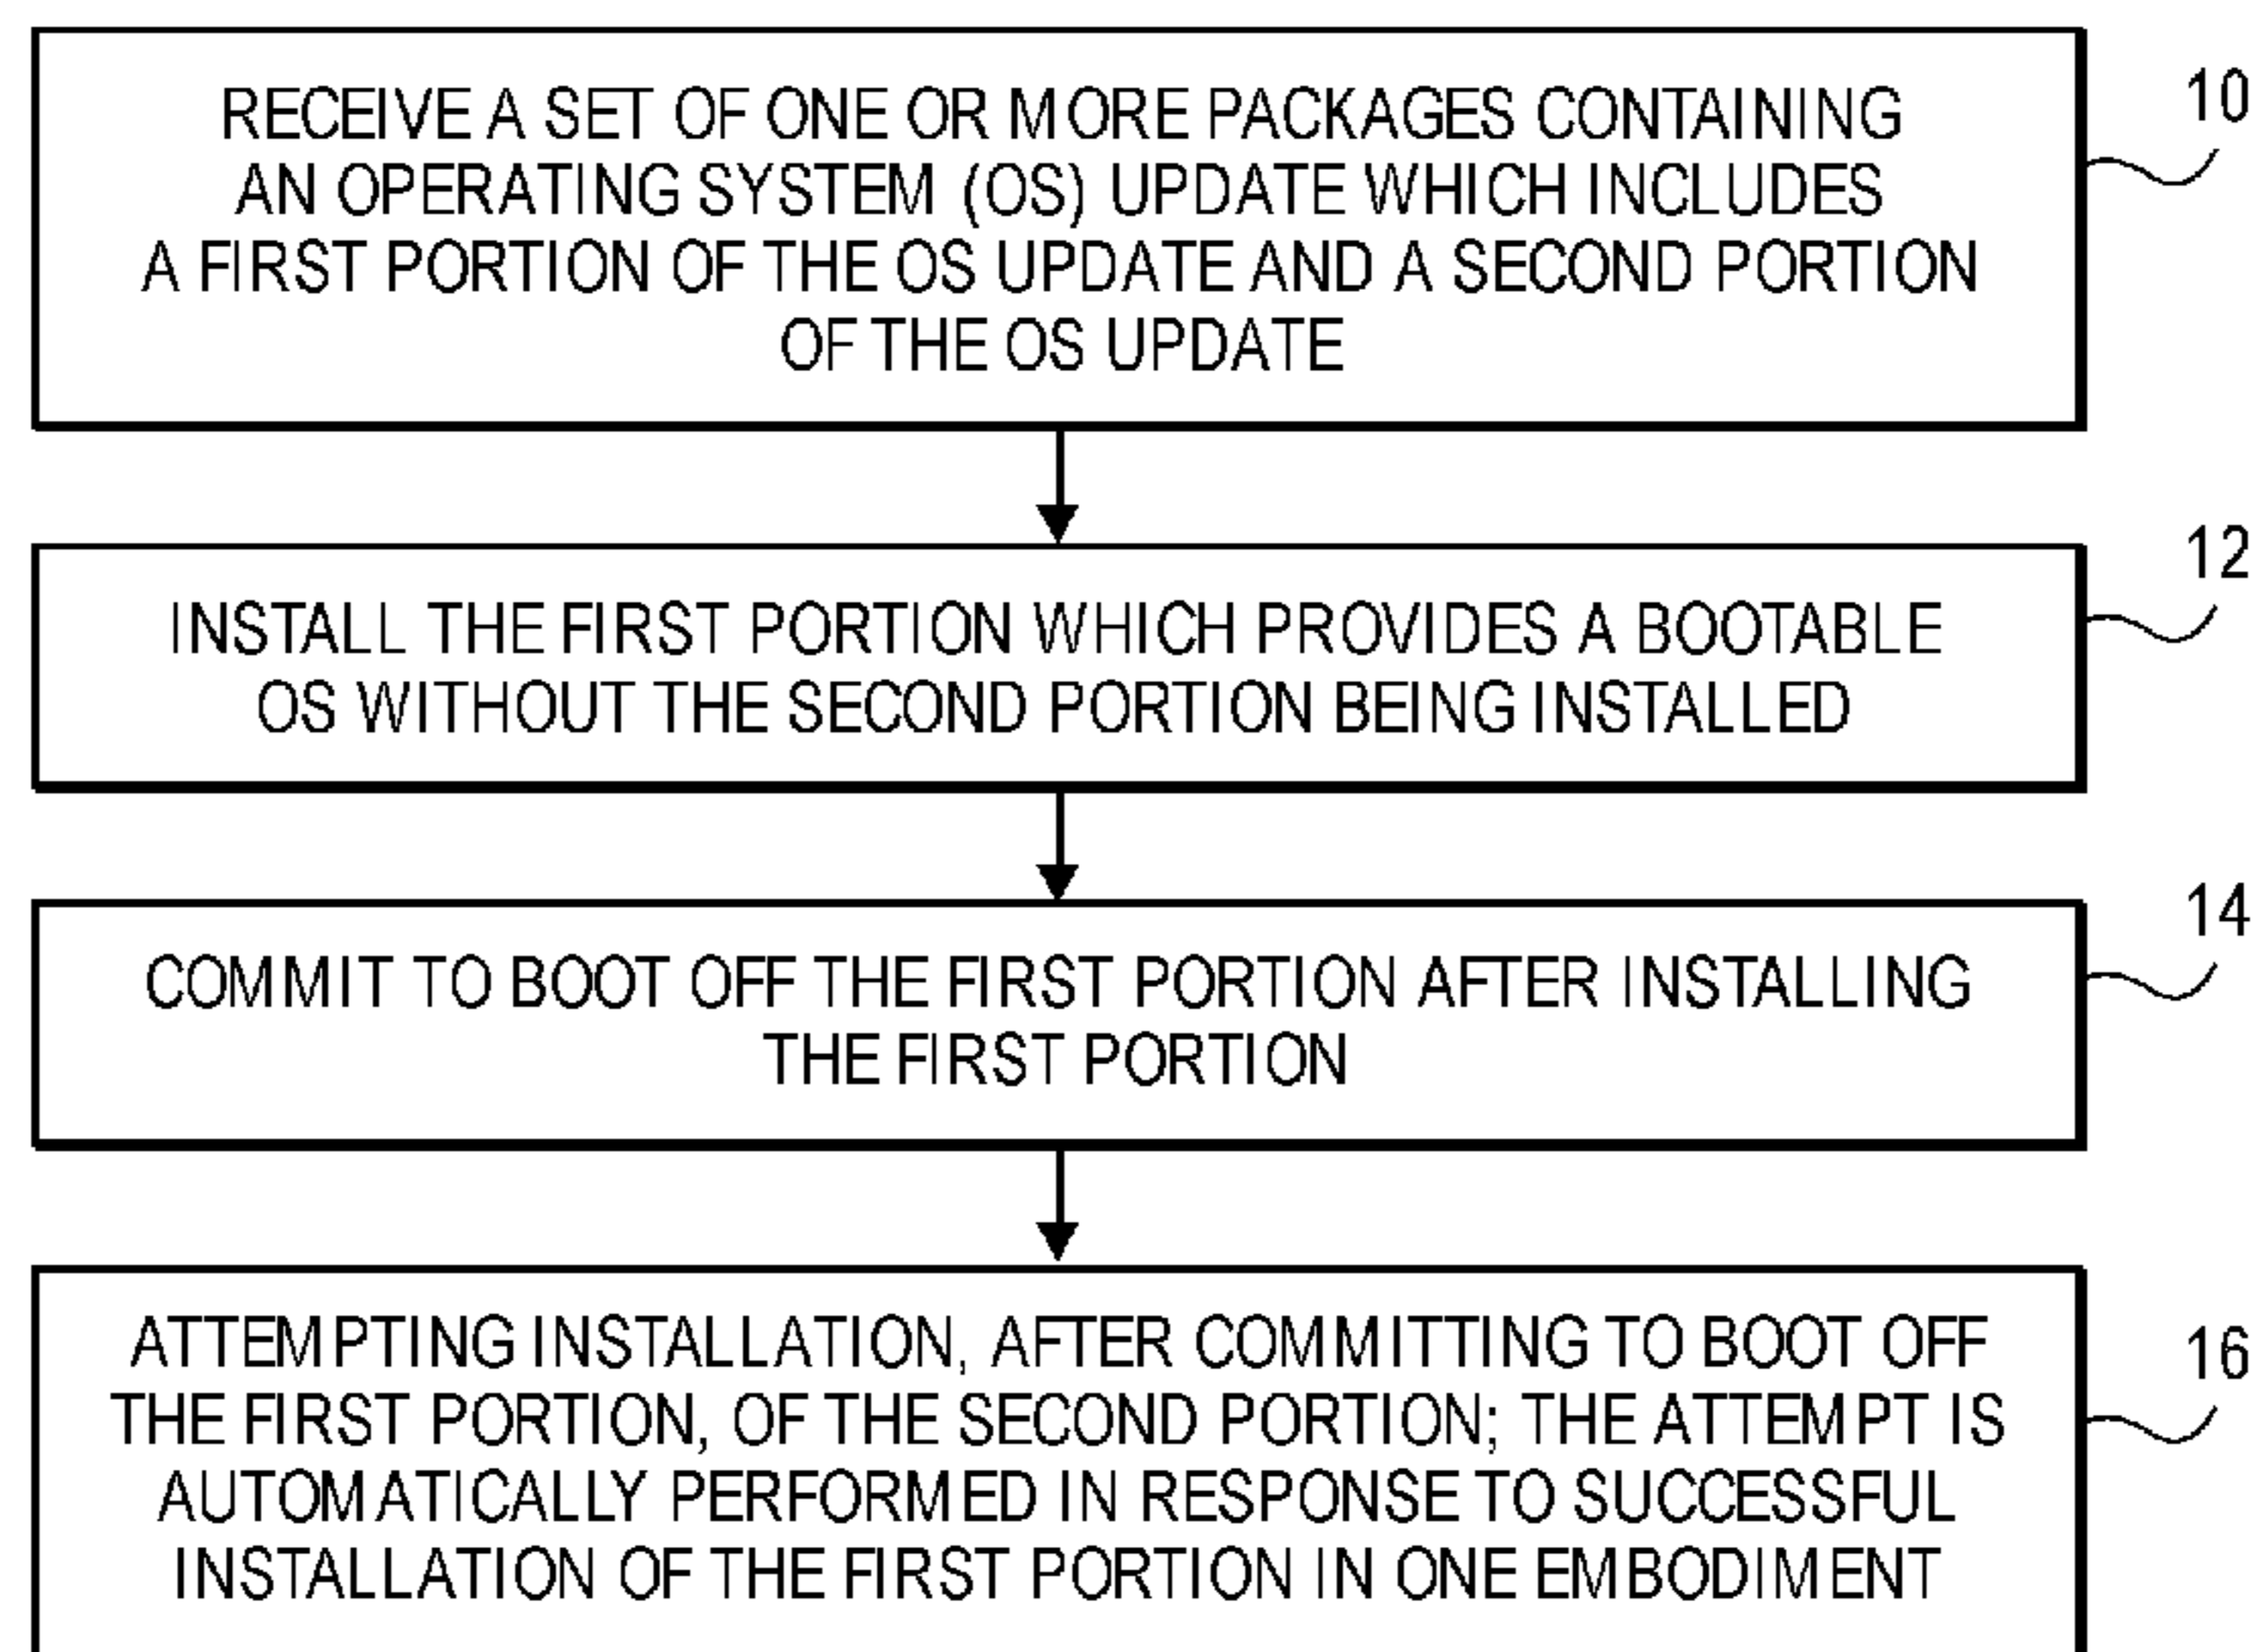 RECEIVE A SET OF ONE OR MORE PACKAGES CONTAINING
AN OPERATING SYSTEM (OS) UPDATE WHICH INCLUDES
A FIRST PORTION OF THE OS UPDATE AND A SECOND PORTION
OF THE OS UPDATE
10
INSTALL THE FIRST PORTION WHICH PROVIDES A BOOTABLE
OS WITHOUT THE SECOND PORTION BEING INSTALLED
12
COMMIT TO BOOT OFF THE FIRST PORTION AFTER INSTALLING
THE FIRST PORTION
14
ATTEMPTING INSTALLATION, AFTER COMMITTING TO BOOT OFF
THE FIRST PORTION, OF THE SECOND PORTION; THE ATTEMPT IS
AUTOMATICALLY PERFORMED IN RESPONSE TO SUCCESSFUL
INSTALLATION OF THE FIRST PORTION IN ONE EMBODIMENT
16